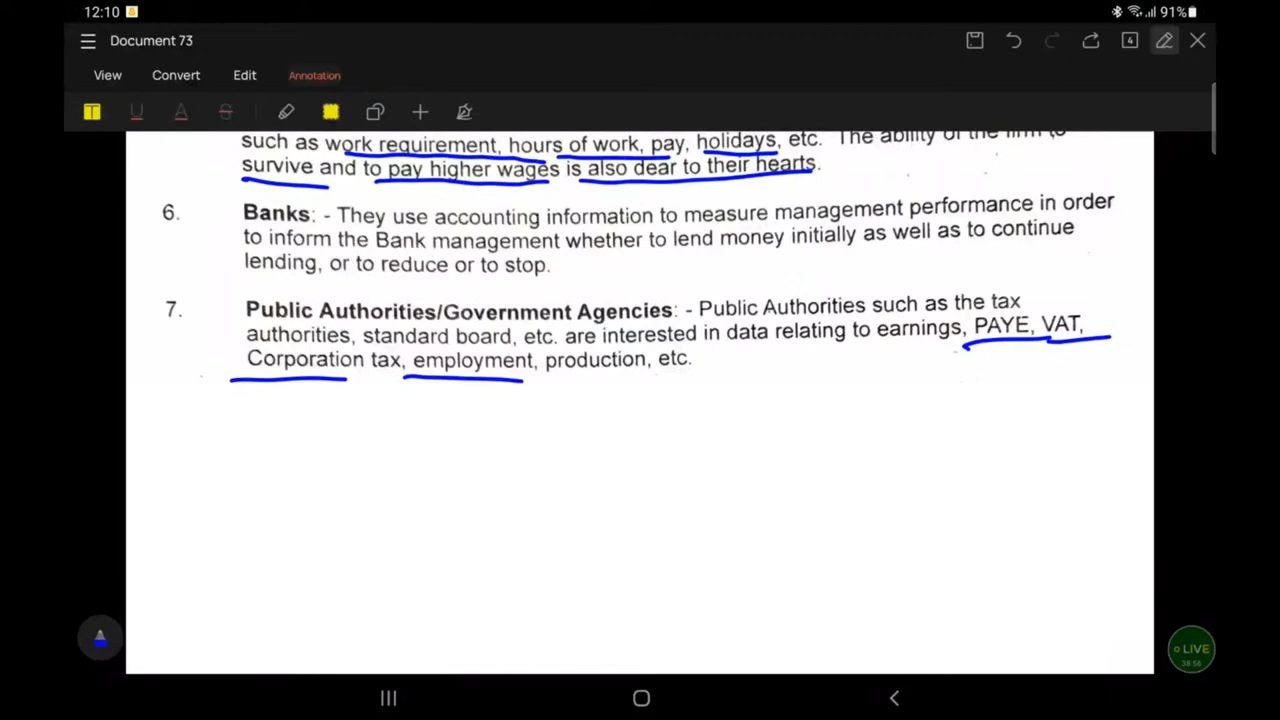 12:10
91%
Document 73
4
View Convert Edit Annotation
T U A S
such as work requirement, hours of work, pay, holidays, etc. The ability of the firm to
survive and to pay higher wages is also dear to their hearts.
6. Banks: - They use accounting information to measure management performance in order
to inform the Bank management whether to lend money initially as well as to continue
lending, or to reduce or to stop.
7. Public Authorities/Government Agencies: - Public Authorities such as the tax
authorities, standard board, etc. are interested in data relating to earnings, PAYE, VAT,
Corporation tax, employment, production, etc.
LIVE
38:56